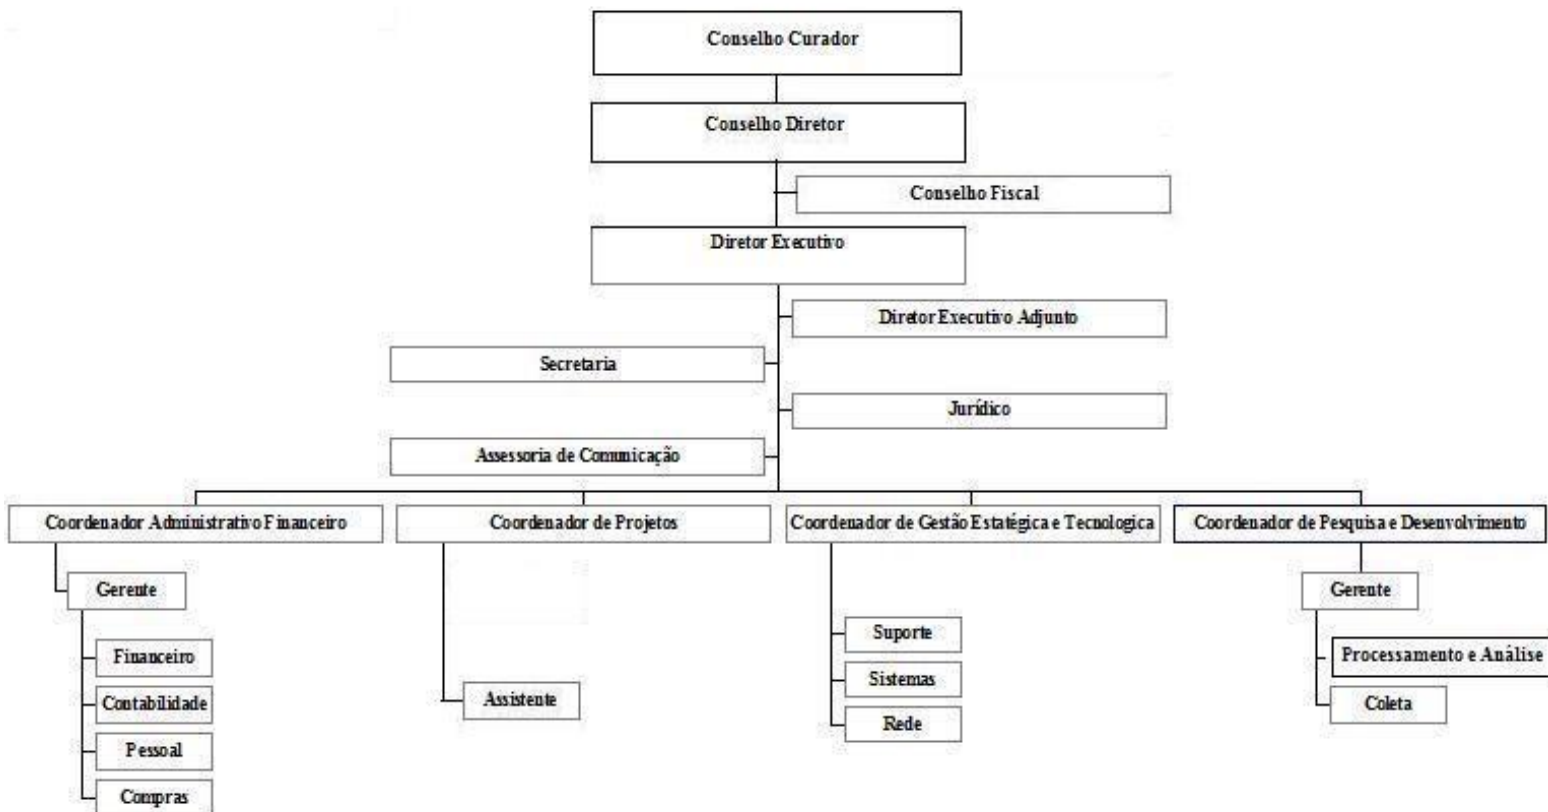 Conselho Curador
Conselho Diretor
Conselho Fiscal
Diretor Executivo
Diretor Executivo Adjunto
Secretaria
Jurídico
Assessoria de Comunicação
Coordenador Administrativo Financeiro
Coordenador de Projetos
Coordenador de Gestão Estatégica e Tecnologica
Coordenador de Pesquisa e Desenvolvimento
Gerente
Gerente
Financeiro
Contabilidade
Pessoal
Compras
Assistente
Suporte
Sistemas
Rede
Processamento e Análise
Coleta